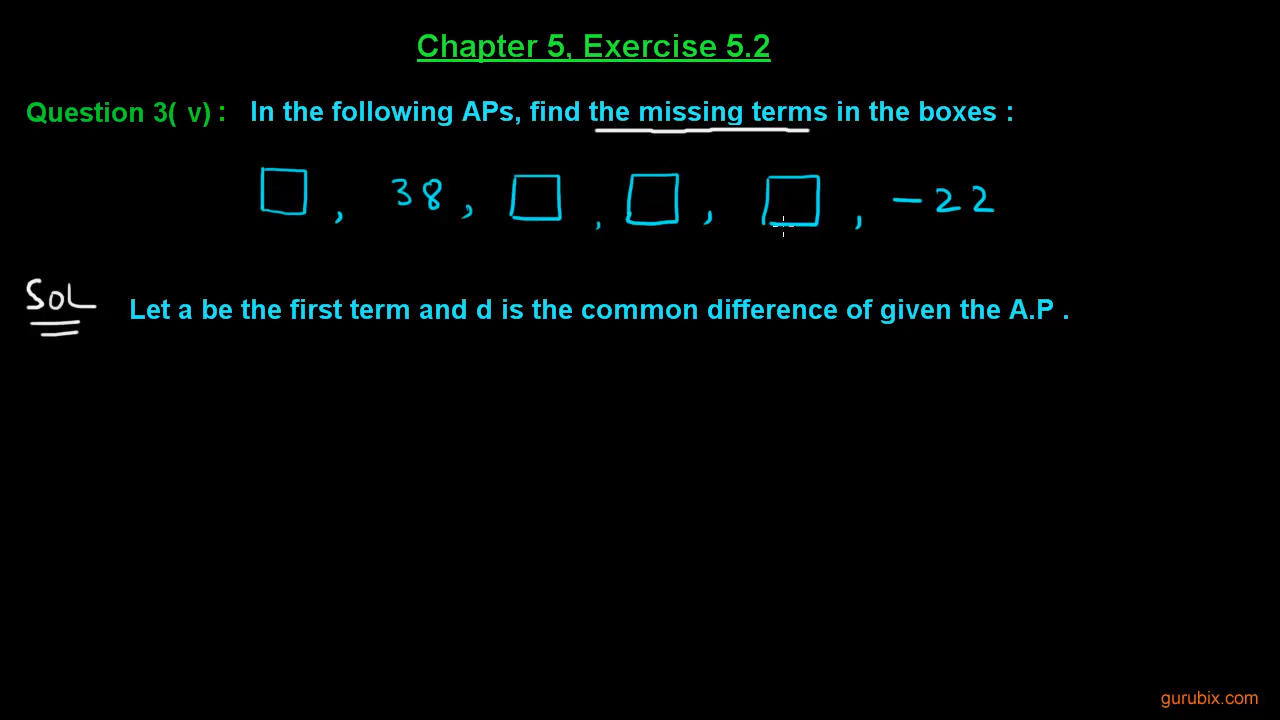 Chapter 5, Exercise 5.2
Question 3( v) : In the following APs, find the missing terms in the boxes :
□ , 38 , □ , □ , □ , -22
SOL Let a be the first term and d is the common difference of given the A.P .
gurubix.com